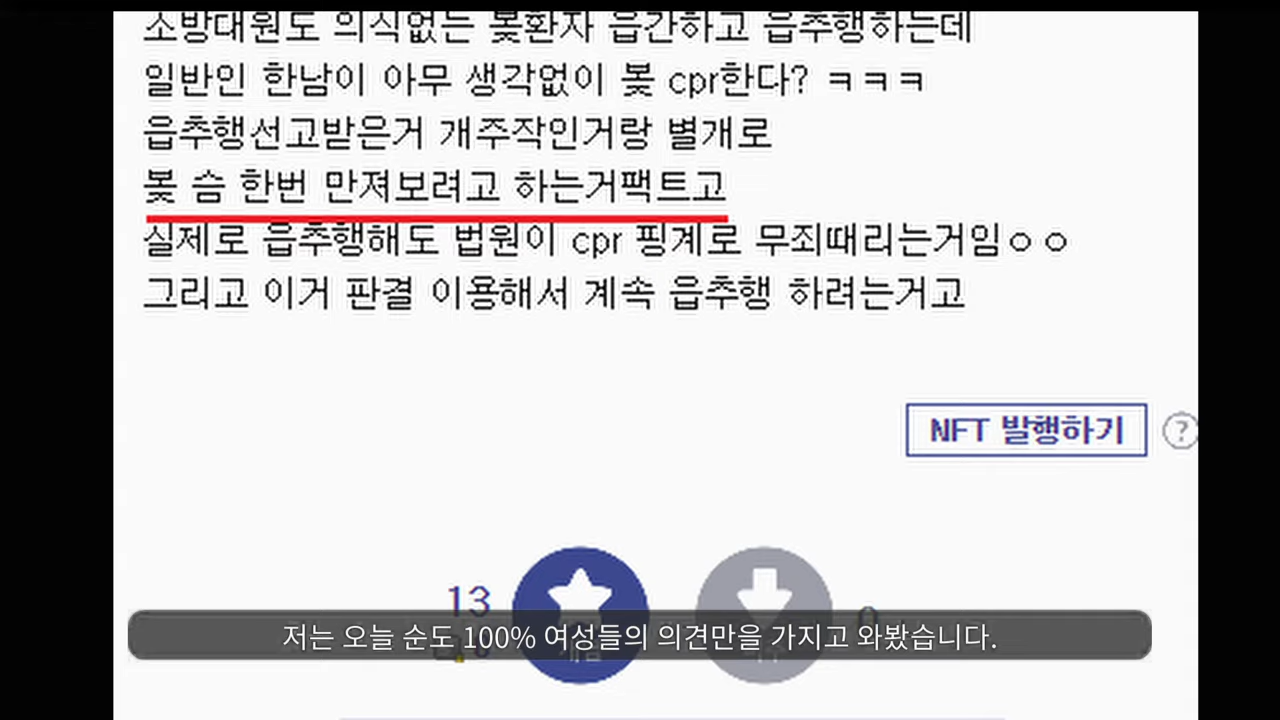 소방대원도 의식없는 봋환자 읍간하고 읍추행하는데
일반인 한남이 아무 생각없이 봋 cpr한다? ㅋㅋㅋ
읍추행선고받은거 개주작인거랑 별개로
봋 슴 한번 만져보려고 하는거팩트고
실제로 읍추행해도 법원이 cpr 핑계로 무죄때리는거임ㅇㅇ
그리고 이거 판결 이용해서 계속 읍추행 하려는거고
NFT 발행하기
?
13
0
저는 오늘 순도 100% 여성들의 의견만을 가지고 와봤습니다.